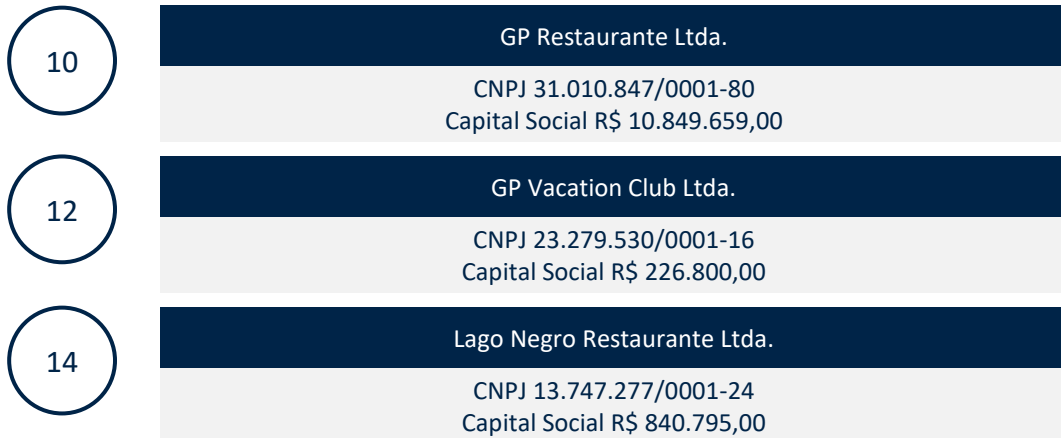 10
GP Restaurante Ltda.
CNPJ 31.010.847/0001-80
Capital Social R$ 10.849.659,00
12
GP Vacation Club Ltda.
CNPJ 23.279.530/0001-16
Capital Social R$ 226.800,00
14
Lago Negro Restaurante Ltda.
CNPJ 13.747.277/0001-24
Capital Social R$ 840.795,00